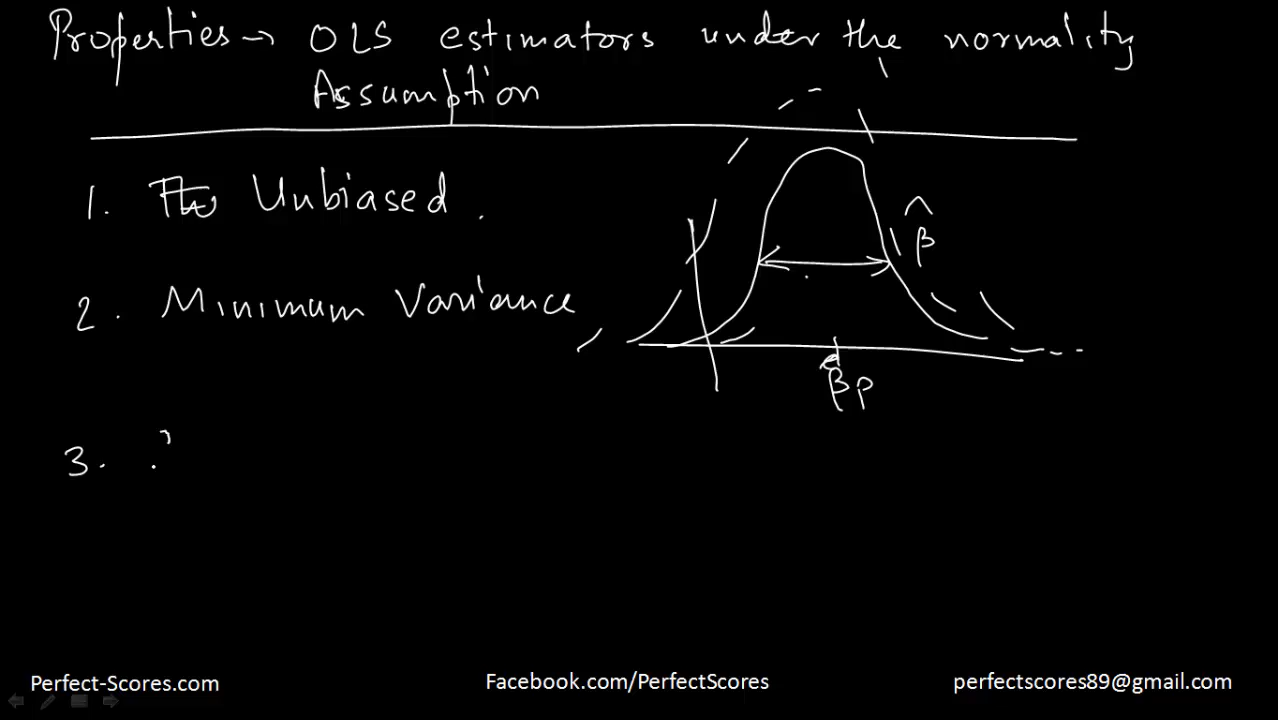 Properties → OLS estimators under the normality
Assumption
1. Unbiased.
2. Minimum Variance
β̂
βp
3.
Perfect-Scores.com
Facebook.com/PerfectScores
perfectscores89@gmail.com